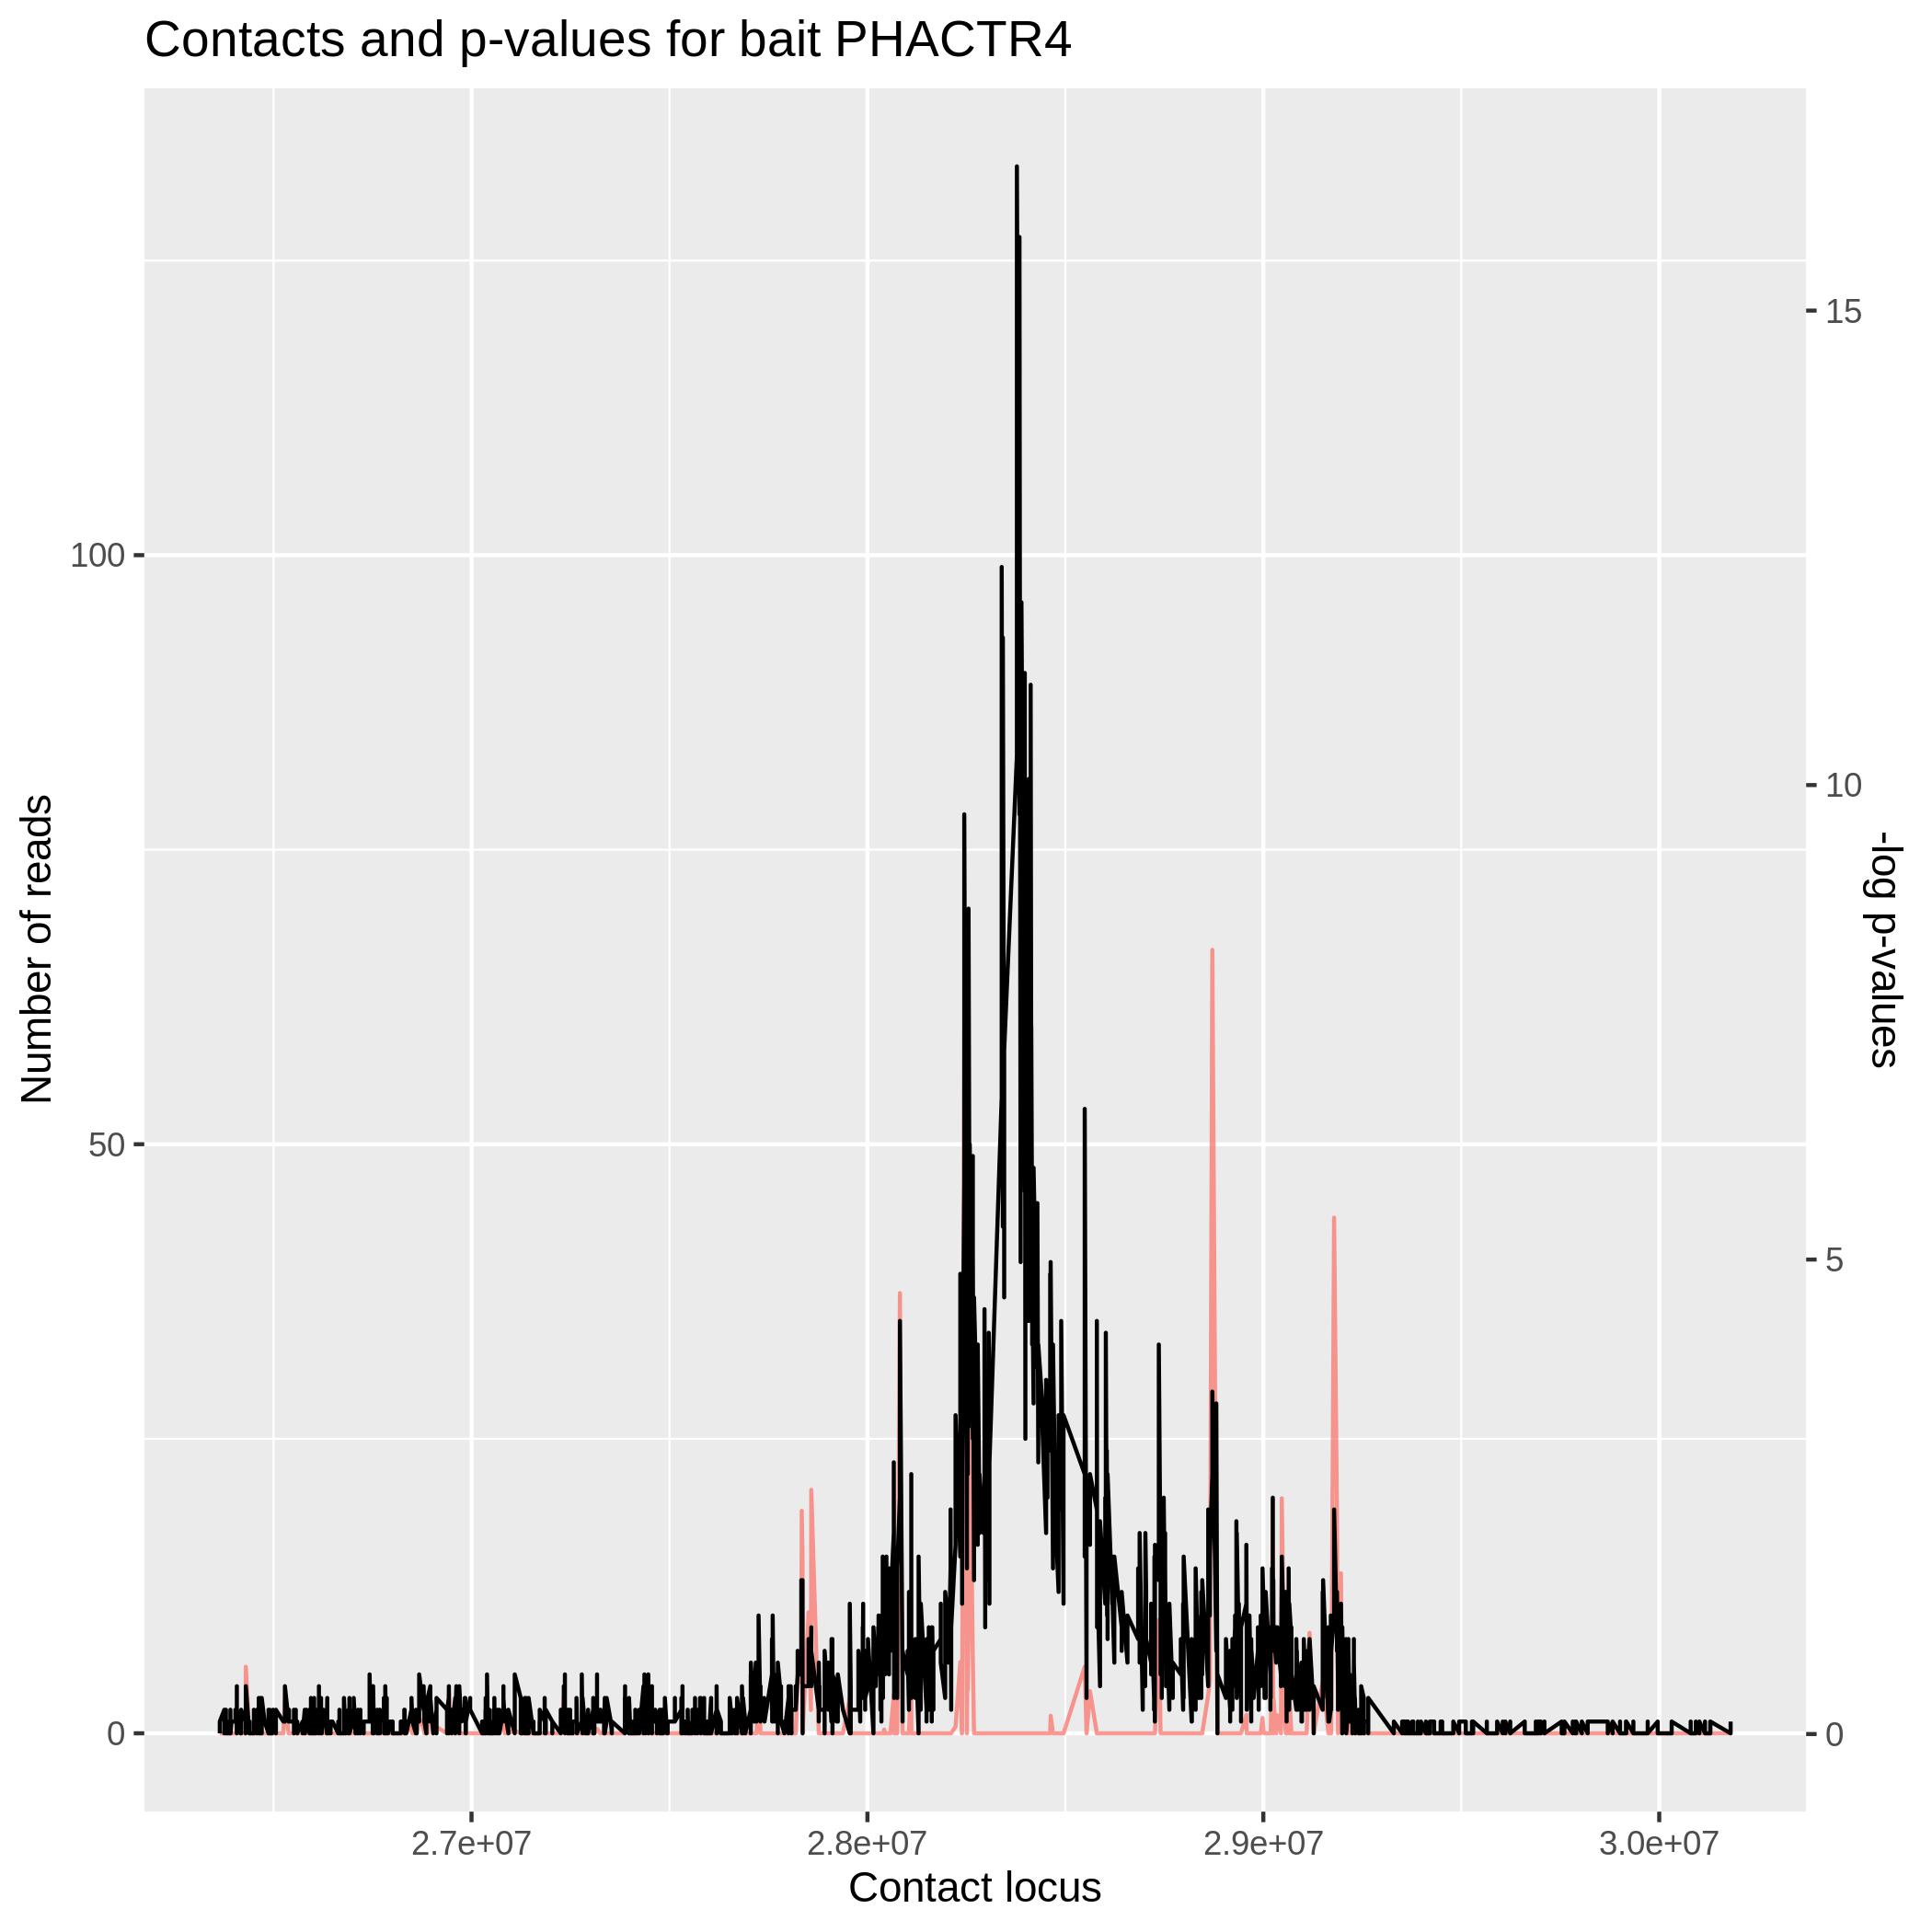 Contacts and p-values for bait PHACTR4
Number of reads
100
50
0
15
10
5
0
-log p-values
2.7e+07 2.8e+07 2.9e+07 3.0e+07
Contact locus